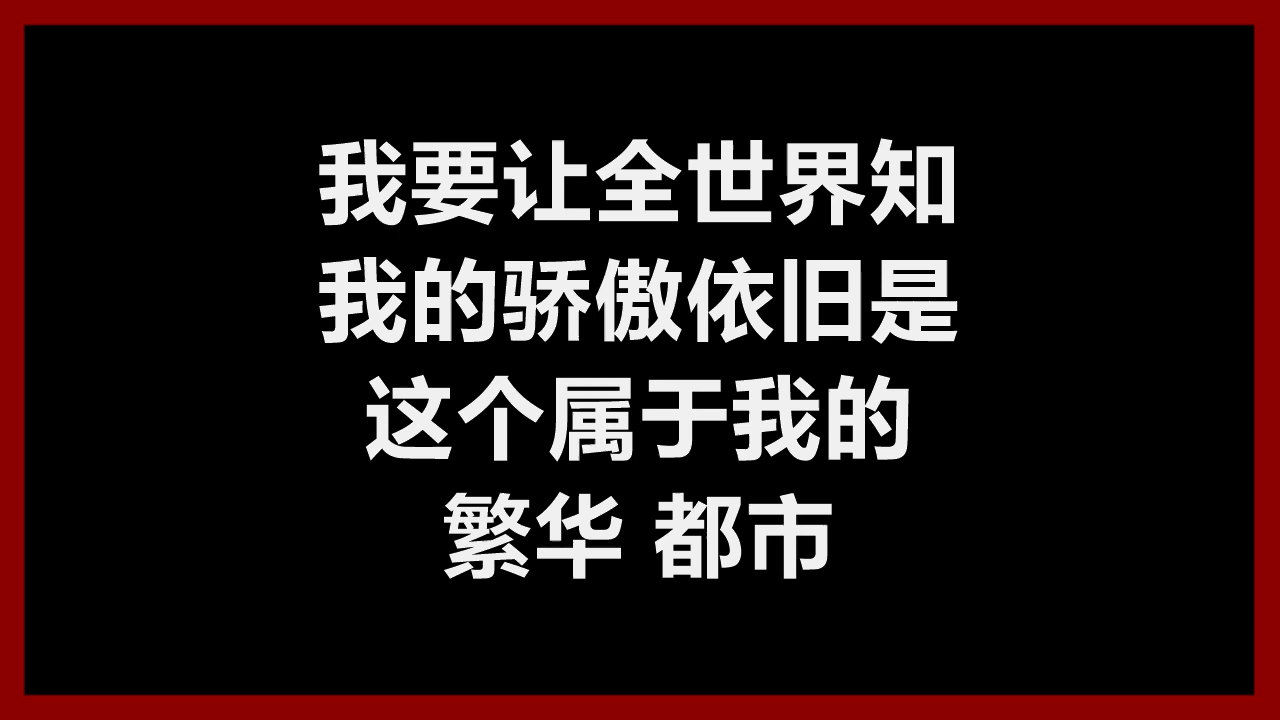 我要让全世界知
我的骄傲依旧是
这个属于我的
繁华 都市